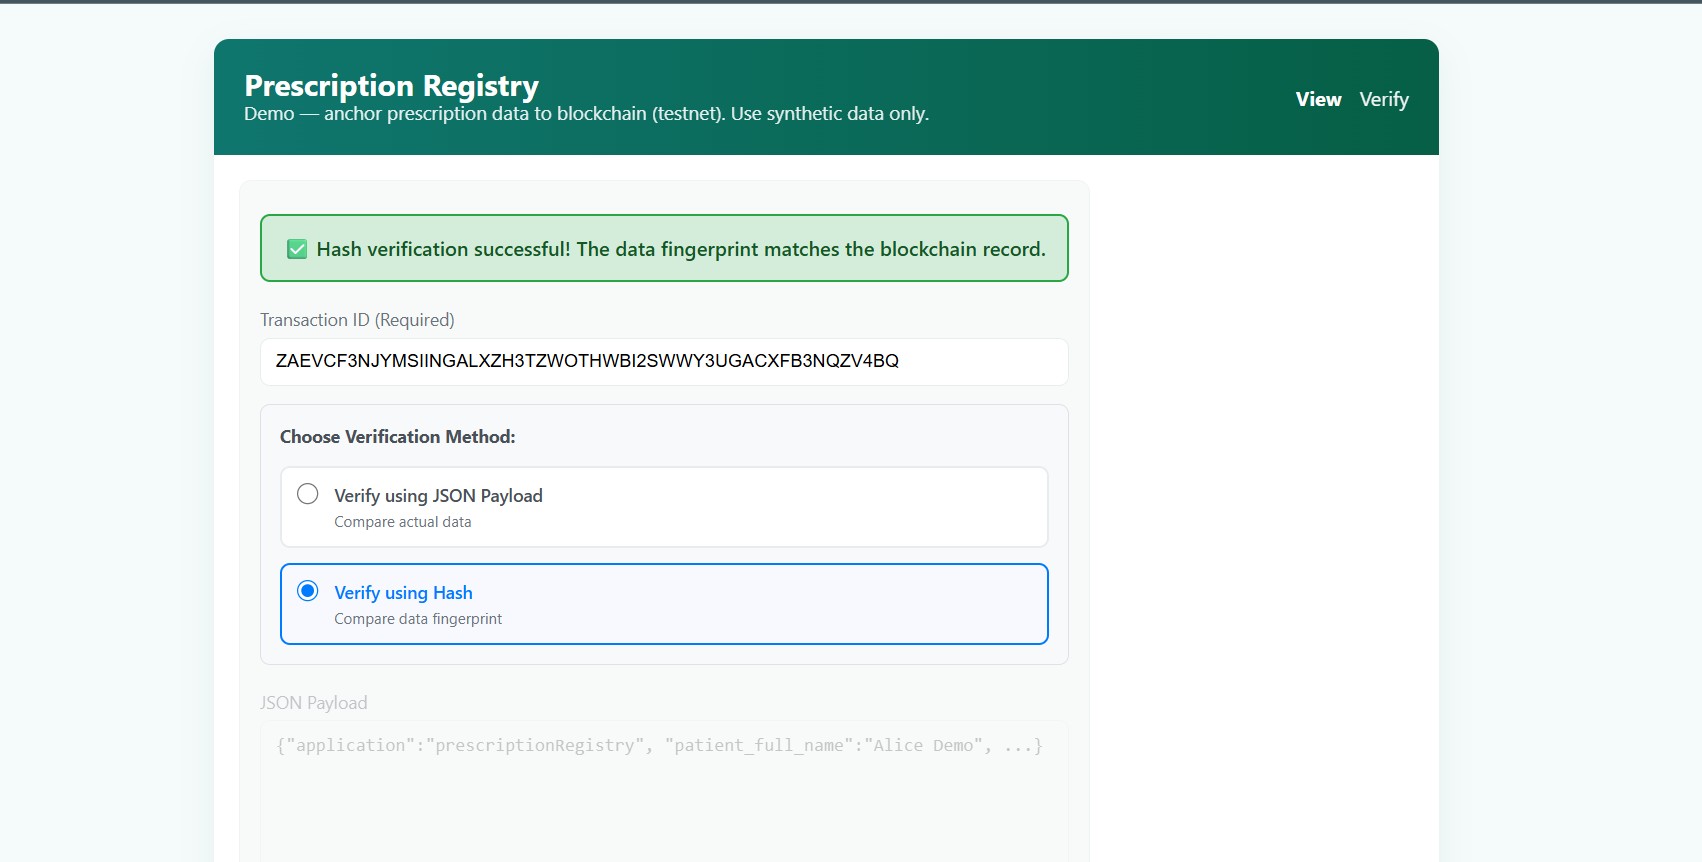 Prescription Registry
Demo — anchor prescription data to blockchain (testnet). Use synthetic data only.
View Verify
✅ Hash verification successful! The data fingerprint matches the blockchain record.
Transaction ID (Required)
ZAEVCF3NJYMSIINGALXZH3TZWOTHWBI2SWWY3UGACXFB3NQZV4BQ
Choose Verification Method:
Verify using JSON Payload
Compare actual data
Verify using Hash
Compare data fingerprint
JSON Payload
{"application":"prescriptionRegistry", "patient_full_name":"Alice Demo", ...}